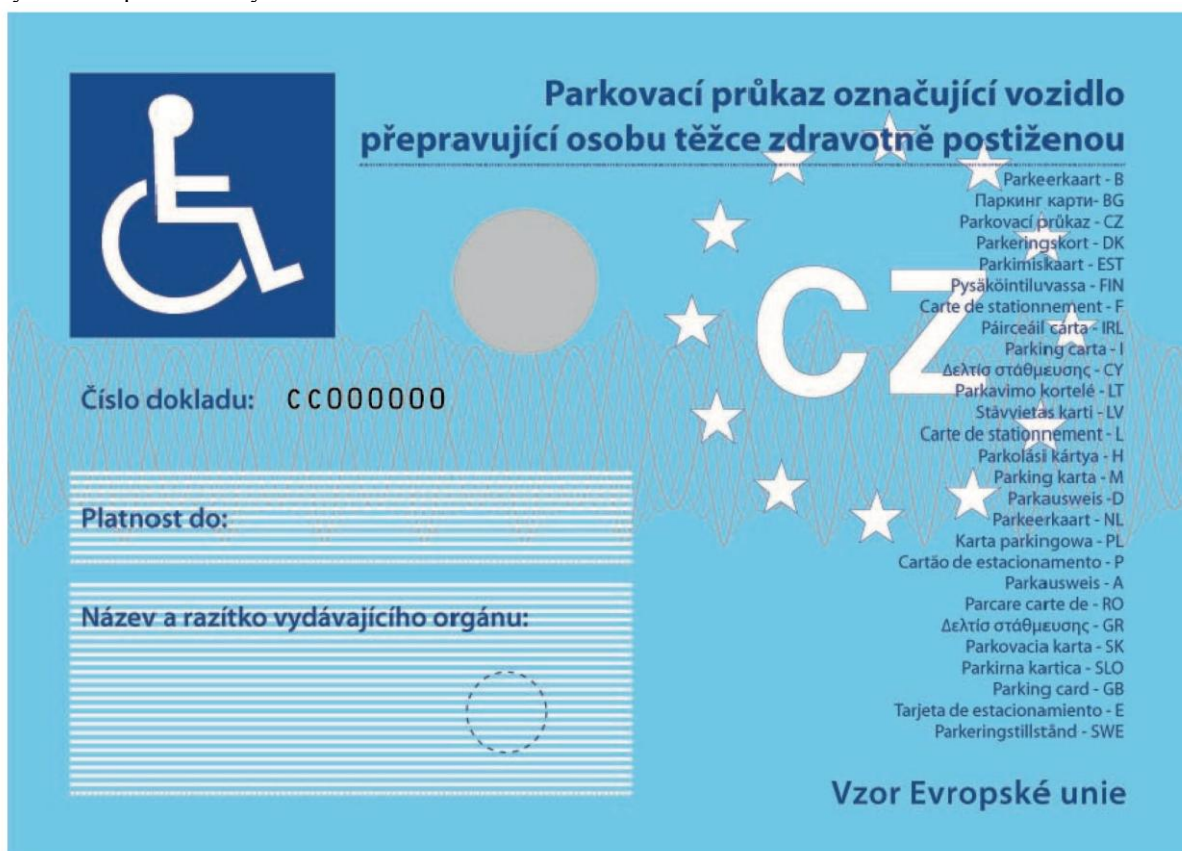 Parkovací průkaz označující vozidlo
přepravující osobu těžce zdravotně postiženou
Parkeerkaart - B
Паркинг карти- BG
Parkovací průkaz - CZ
Parkeringskort - DK
Parkimiskaart - EST
Pysäköintiluvassa - FIN
Carte de stationnement - F
Páirceáil cárta - IRL
Parking carta - I
Δελτίσ στάθμευσης - CY
Parkavimo kortelé - LT
Stávvietas karti - LV
Carte de stationnement - L
Parkolási kártya - H
Parking karta - M
Parkausweis -D
Parkeerkaart - NL
Karta parkingowa - PL
Cartão de estacionamento - P
Parkausweis - A
Parcare carte de - RO
Δελτίσ στάθμευσης - GR
Parkovacia karta - SK
Parkirna kartica - SLO
Parking card - GB
Tarjeta de estacionamiento - E
Parkeringstillstånd - SWE
CZ
Číslo dokladu: CC000000
Platnost do:
Název a razítko vydávajícího orgánu:
Vzor Evropské unie